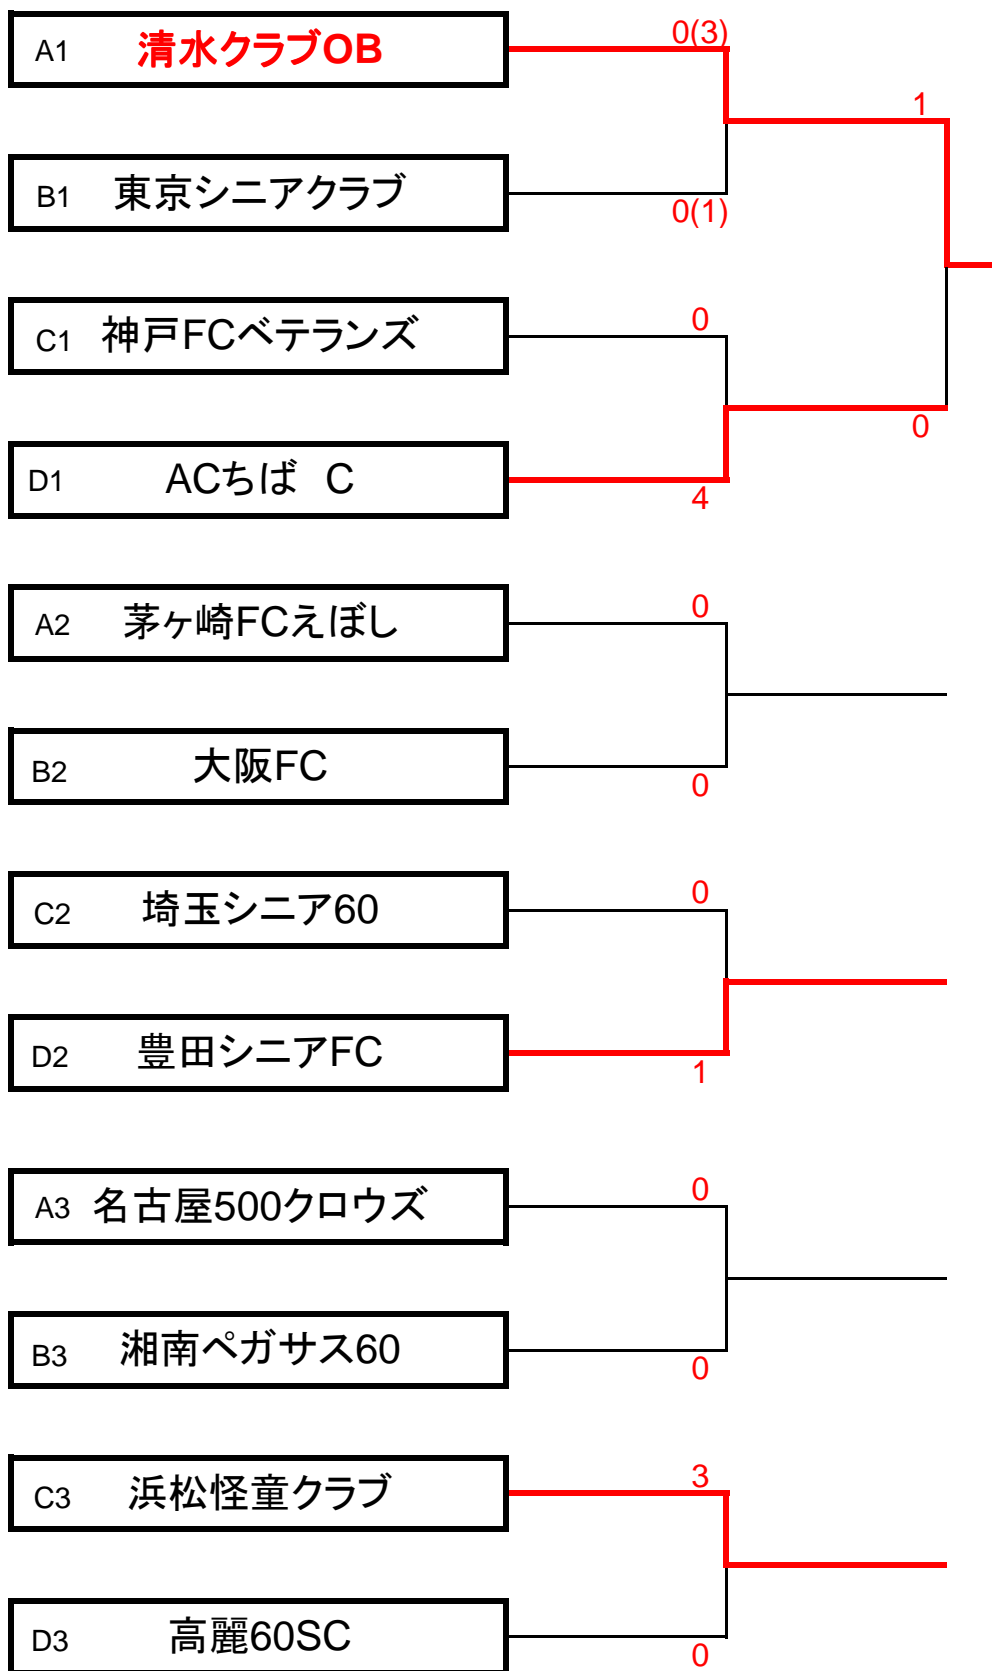 A1 清水クラブOB 0(3)
1
B1 東京シニアクラブ 0(1)
C1 神戸FCベテランズ 0
0
D1 ACちば　C 4
A2 茅ヶ崎FCえぼし 0
B2 大阪FC 0
C2 埼玉シニア60 0
D2 豊田シニアFC 1
A3 名古屋500クロウズ 0
B3 湘南ペガサス60 0
C3 浜松怪童クラブ 3
D3 高麗60SC 0